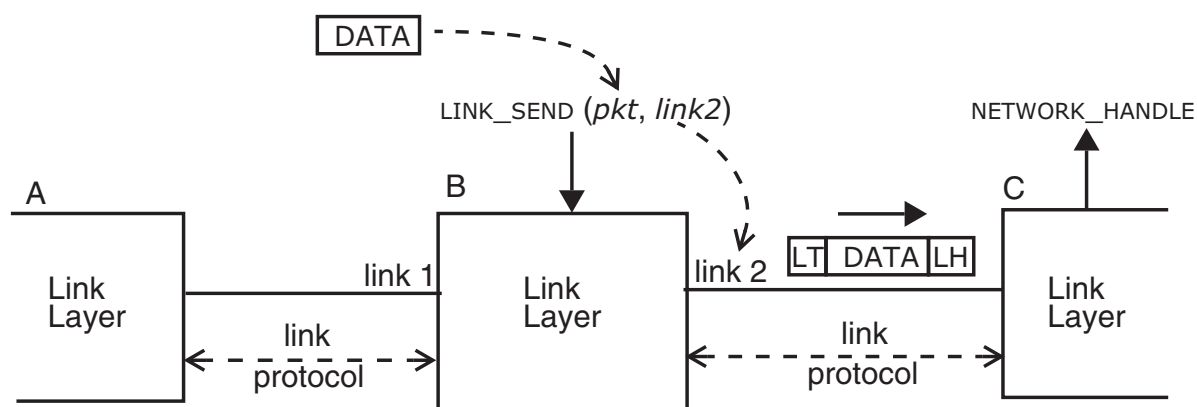 DATA
LINK_SEND (pkt, link2)
NETWORK_HANDLE
A
B
C
LT DATA LH
link 1
link 2
Link
Layer
Link
Layer
Link
Layer
link
protocol
link
protocol